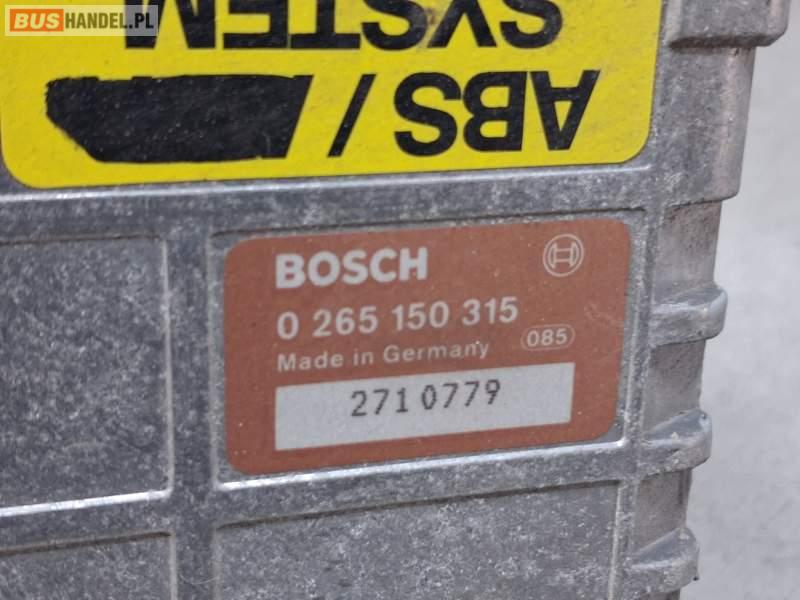 BUSHANDEL.PL
ABS /
SYSTEM
BOSCH
0 265 150 315
Made in Germany
085
2710779